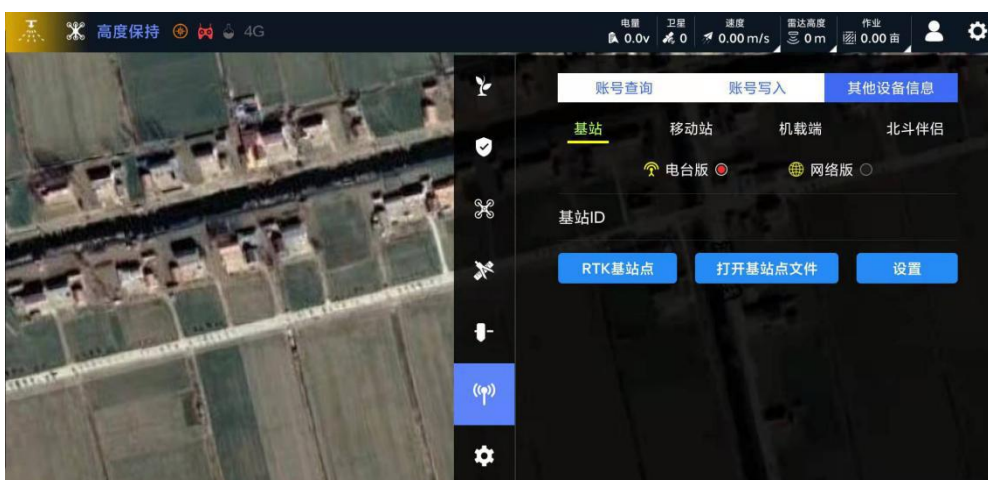 高度保持 4G
电量 0.0v
卫星 0
速度 0.00 m/s
雷达高度 0 m
作业 0.00 亩
账号查询 账号写入 其他设备信息
基站 移动站 机载端 北斗伴侣
电台版 网络版
基站ID
RTK基站点 打开基站点文件 设置